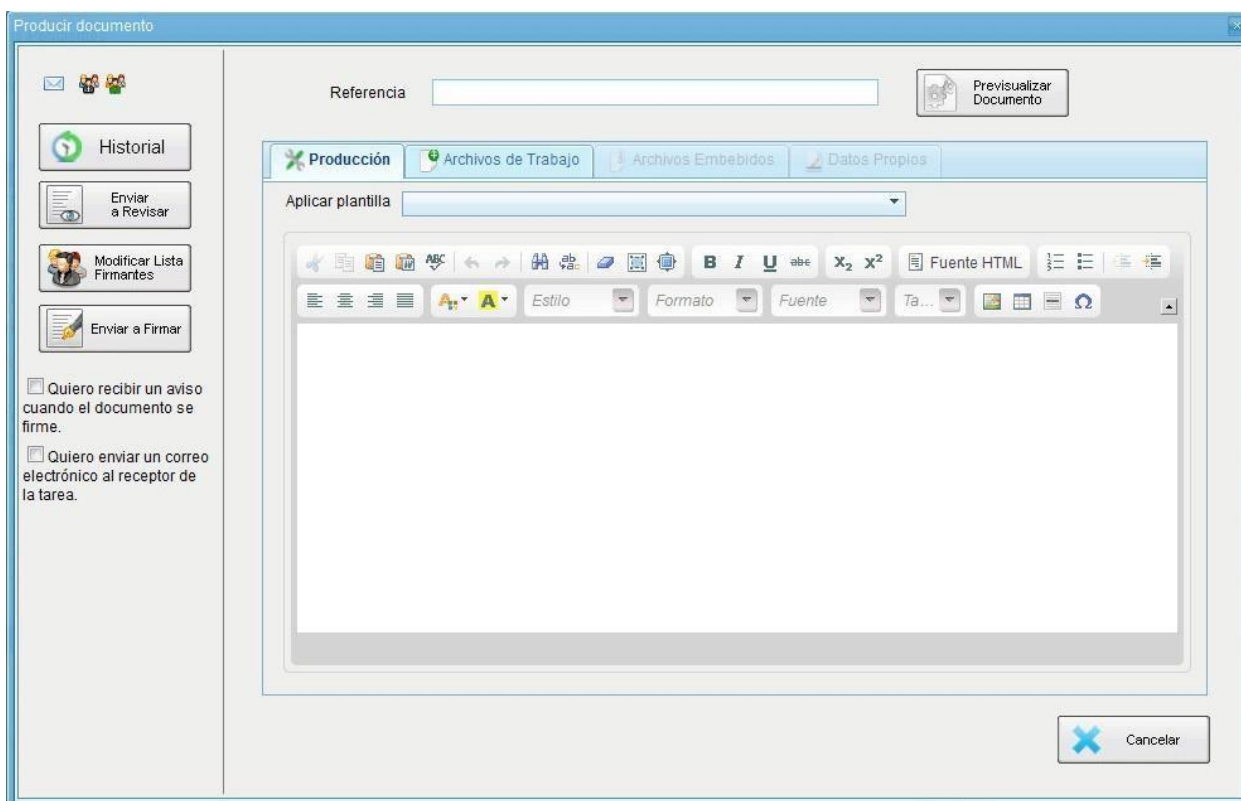 Producir documento
Historial
Enviar
a Revisar
Modificar Lista
Firmantes
Enviar a Firmar
Quiero recibir un aviso
cuando el documento se
firme.
Quiero enviar un correo
electrónico al receptor de
la tarea.
Referencia
Previsualizar
Documento
Producción
Archivos de Trabajo
Archivos Embebidos
Datos Propios
Aplicar plantilla
ABC
B I U abc X₂ X² Fuente HTML
A A Estilo Formato Fuente Ta... Ω
Cancelar